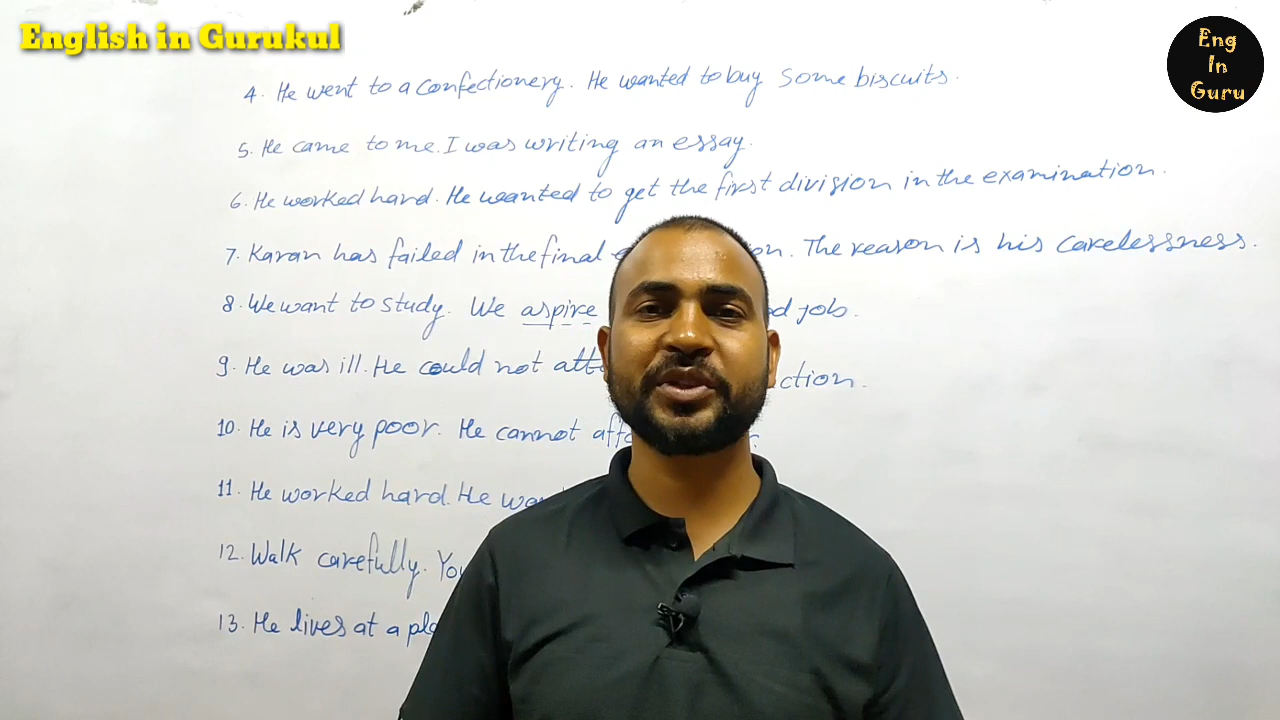 English in Gurukul
Eng
In
Guru
4. He went to a confectionery. He wanted to buy some biscuits.
5. He came to me. I was writing an essay.
6. He worked hard. He wanted to get the first division in the examination.
7. Karan has failed in the final on. The reason is his carelessness.
8. We want to study. We aspire job.
9. He was ill. He could not ction.
10. He is very poor. He cannot
11. He worked hard. He
12. Walk carefully.
13. He lives at a